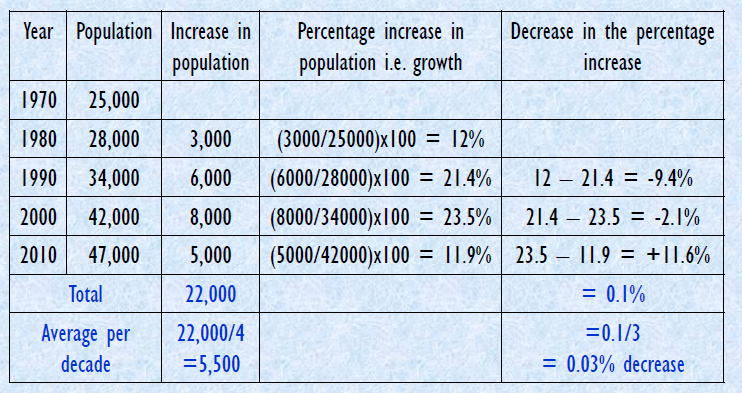 Year Population Increase in population Percentage increase in population i.e. growth Decrease in the percentage increase
1970 25,000
1980 28,000 3,000 (3000/25000)x100 = 12%
1990 34,000 6,000 (6000/28000)x100 = 21.4% 12 – 21.4 = -9.4%
2000 42,000 8,000 (8000/34000)x100 = 23.5% 21.4 – 23.5 = -2.1%
2010 47,000 5,000 (5000/42000)x100 = 11.9% 23.5 – 11.9 = +11.6%
Total 22,000 = 0.1%
Average per decade 22,000/4 =5,500 =0.1/3 = 0.03% decrease